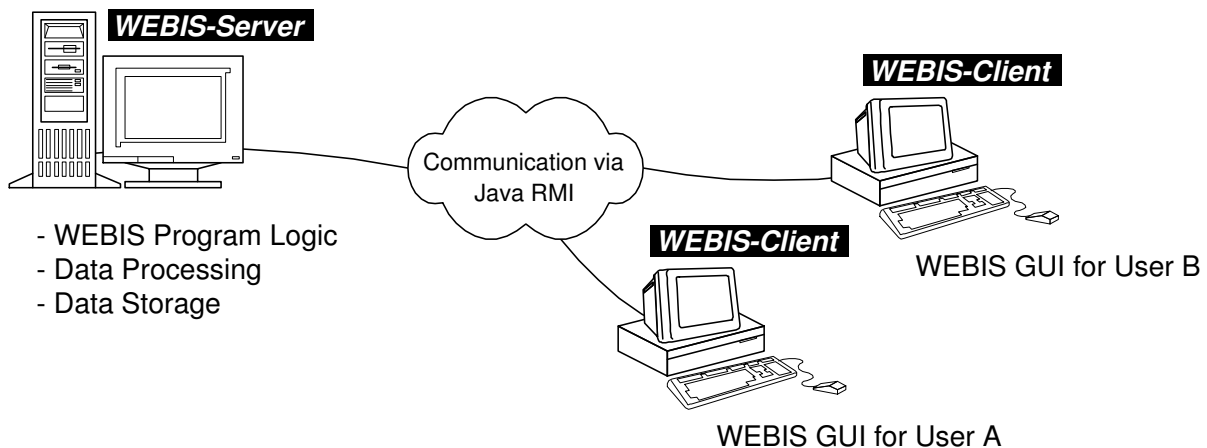 WEBIS-Server
WEBIS-Client
Communication via
Java RMI
- WEBIS Program Logic
- Data Processing
- Data Storage
WEBIS-Client
WEBIS GUI for User B
WEBIS GUI for User A